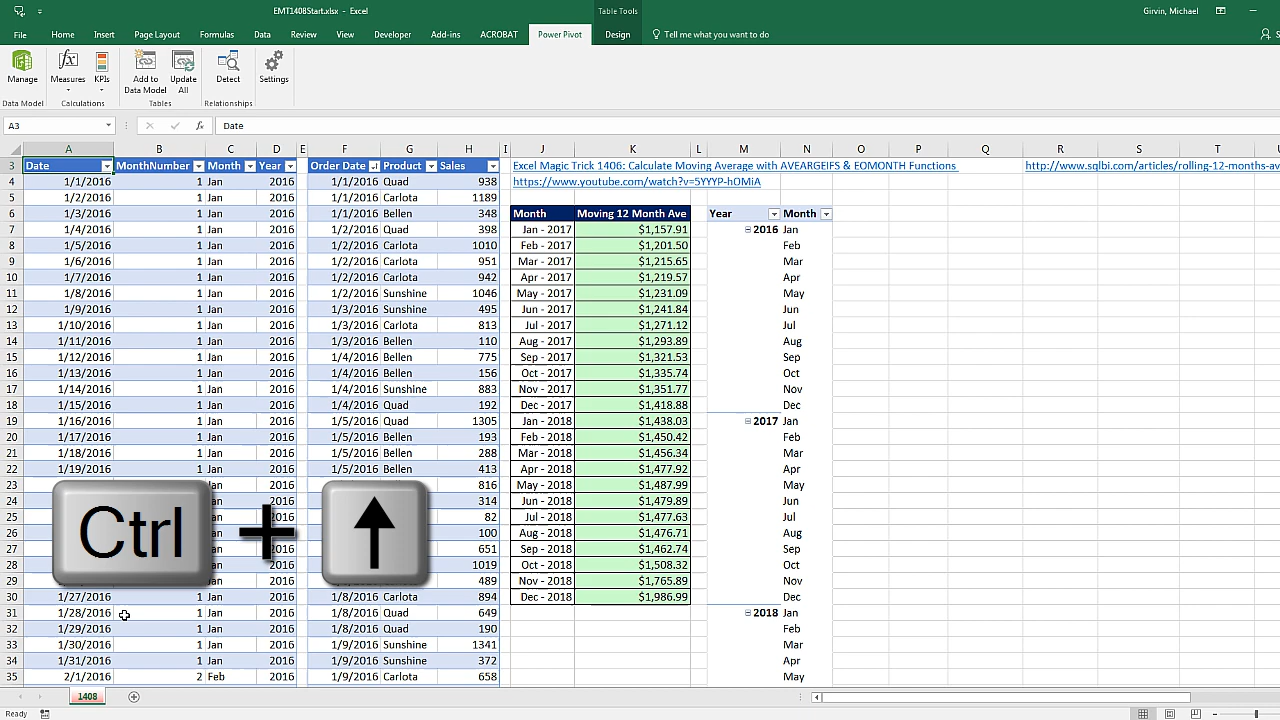 EMT1408Start.xlsx - Excel
Table Tools
Girvin, Michael
File Home Insert Page Layout Formulas Data Review View Developer Add-ins ACROBAT Power Pivot Design Tell me what you want to do
Manage Measures KPIs Add to Data Model Update All Detect Settings
Data Model Calculations Tables Relationships
A3 fx Date
A B C D E F G H I J K L M N O P Q R S T U
3 Date MonthNumber Month Year Order Date Product Sales Excel Magic Trick 1406: Calculate Moving Average with AVEARGEIFS & EOMONTH Functions http://www.sqlbi.com/articles/rolling-12-months-av
4 1/1/2016 1 Jan 2016 1/1/2016 Quad 938 https://www.youtube.com/watch?v=5YYYP-hOMiA
5 1/2/2016 1 Jan 2016 1/1/2016 Carlota 1189
6 1/3/2016 1 Jan 2016 1/1/2016 Bellen 348 Month Moving 12 Month Ave Year Month
7 1/4/2016 1 Jan 2016 1/2/2016 Quad 398 Jan - 2017 $1,157.91 2016 Jan
8 1/5/2016 1 Jan 2016 1/2/2016 Carlota 1010 Feb - 2017 $1,201.50 Feb
9 1/6/2016 1 Jan 2016 1/2/2016 Carlota 951 Mar - 2017 $1,215.65 Mar
10 1/7/2016 1 Jan 2016 1/2/2016 Carlota 942 Apr - 2017 $1,219.57 Apr
11 1/8/2016 1 Jan 2016 1/2/2016 Sunshine 1046 May - 2017 $1,231.09 May
12 1/9/2016 1 Jan 2016 1/3/2016 Sunshine 495 Jun - 2017 $1,241.84 Jun
13 1/10/2016 1 Jan 2016 1/3/2016 Carlota 813 Jul - 2017 $1,271.12 Jul
14 1/11/2016 1 Jan 2016 1/3/2016 Bellen 110 Aug - 2017 $1,293.89 Aug
15 1/12/2016 1 Jan 2016 1/4/2016 Bellen 775 Sep - 2017 $1,321.53 Sep
16 1/13/2016 1 Jan 2016 1/4/2016 Bellen 156 Oct - 2017 $1,335.74 Oct
17 1/14/2016 1 Jan 2016 1/4/2016 Sunshine 883 Nov - 2017 $1,351.77 Nov
18 1/15/2016 1 Jan 2016 1/4/2016 Quad 192 Dec - 2017 $1,418.88 Dec
19 1/16/2016 1 Jan 2016 1/5/2016 Quad 1305 Jan - 2018 $1,438.03 2017 Jan
20 1/17/2016 1 Jan 2016 1/5/2016 Bellen 193 Feb - 2018 $1,450.42 Feb
21 1/18/2016 1 Jan 2016 1/5/2016 Bellen 288 Mar - 2018 $1,456.34 Mar
22 1/19/2016 1 Jan 2016 1/5/2016 Bellen 413 Apr - 2018 $1,477.92 Apr
23 816 May - 2018 $1,487.99 May
24 314 Jun - 2018 $1,479.89 Jun
25 82 Jul - 2018 $1,477.63 Jul
26 100 Aug - 2018 $1,476.71 Aug
27 651 Sep - 2018 $1,462.74 Sep
28 1019 Oct - 2018 $1,508.32 Oct
29 489 Nov - 2018 $1,765.89 Nov
Ctrl + ↑
30 1/27/2016 1 Jan 2016 1/8/2016 Carlota 894 Dec - 2018 $1,986.99 Dec
31 1/28/2016 1 Jan 2016 1/8/2016 Quad 649 2018 Jan
32 1/29/2016 1 Jan 2016 1/8/2016 Quad 190 Feb
33 1/30/2016 1 Jan 2016 1/9/2016 Sunshine 1341 Mar
34 1/31/2016 1 Jan 2016 1/9/2016 Sunshine 372 Apr
35 2/1/2016 2 Feb 2016 1/9/2016 Carlota 658 May
1408
Ready